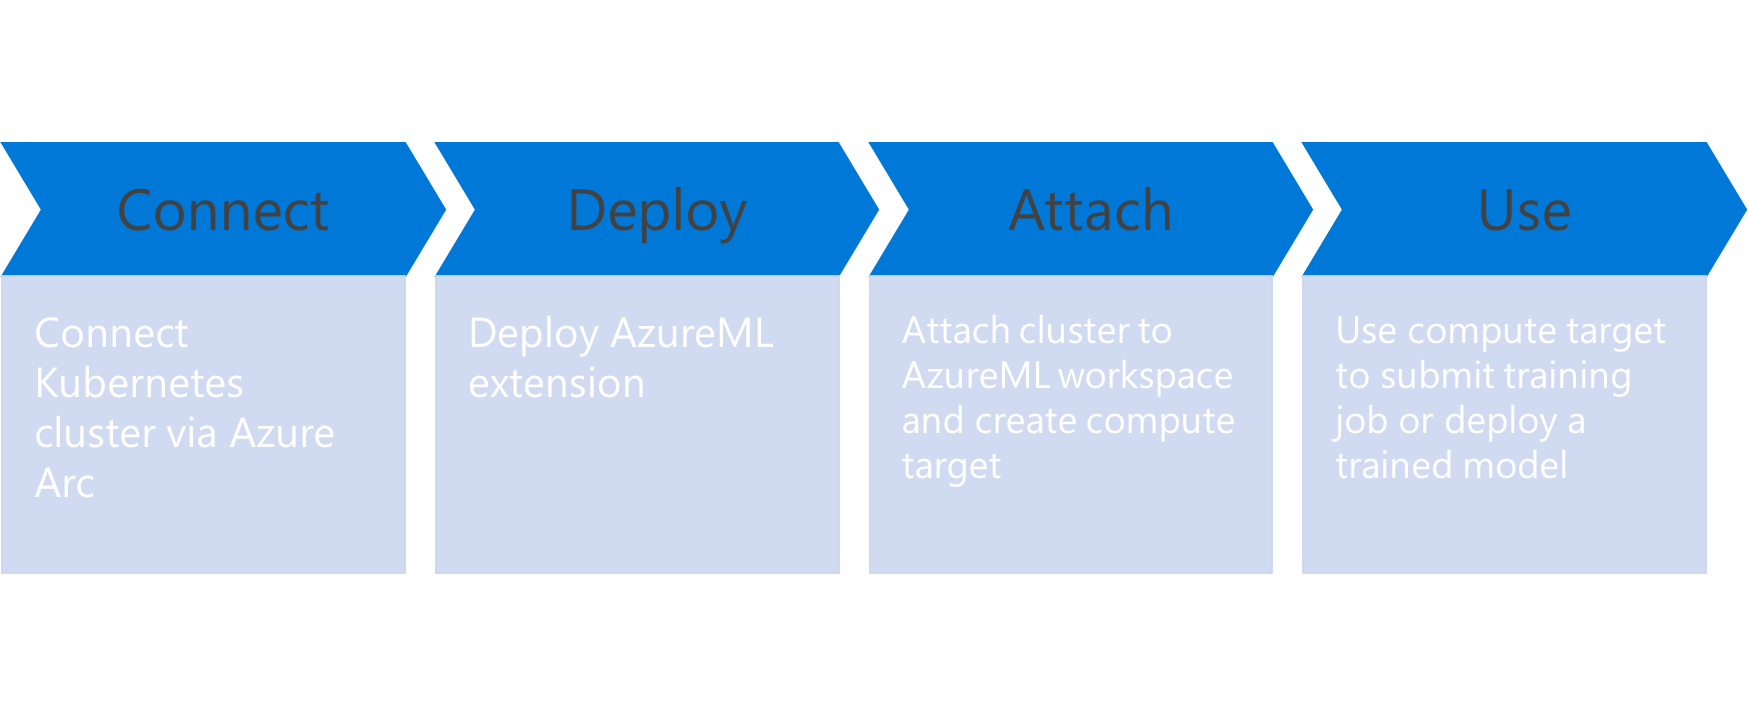 Connect
Deploy
Attach
Use
Connect
Kubernetes
cluster via Azure
Arc
Deploy AzureML
extension
Attach cluster to
AzureML workspace
and create compute
target
Use compute target
to submit training
job or deploy a
trained model